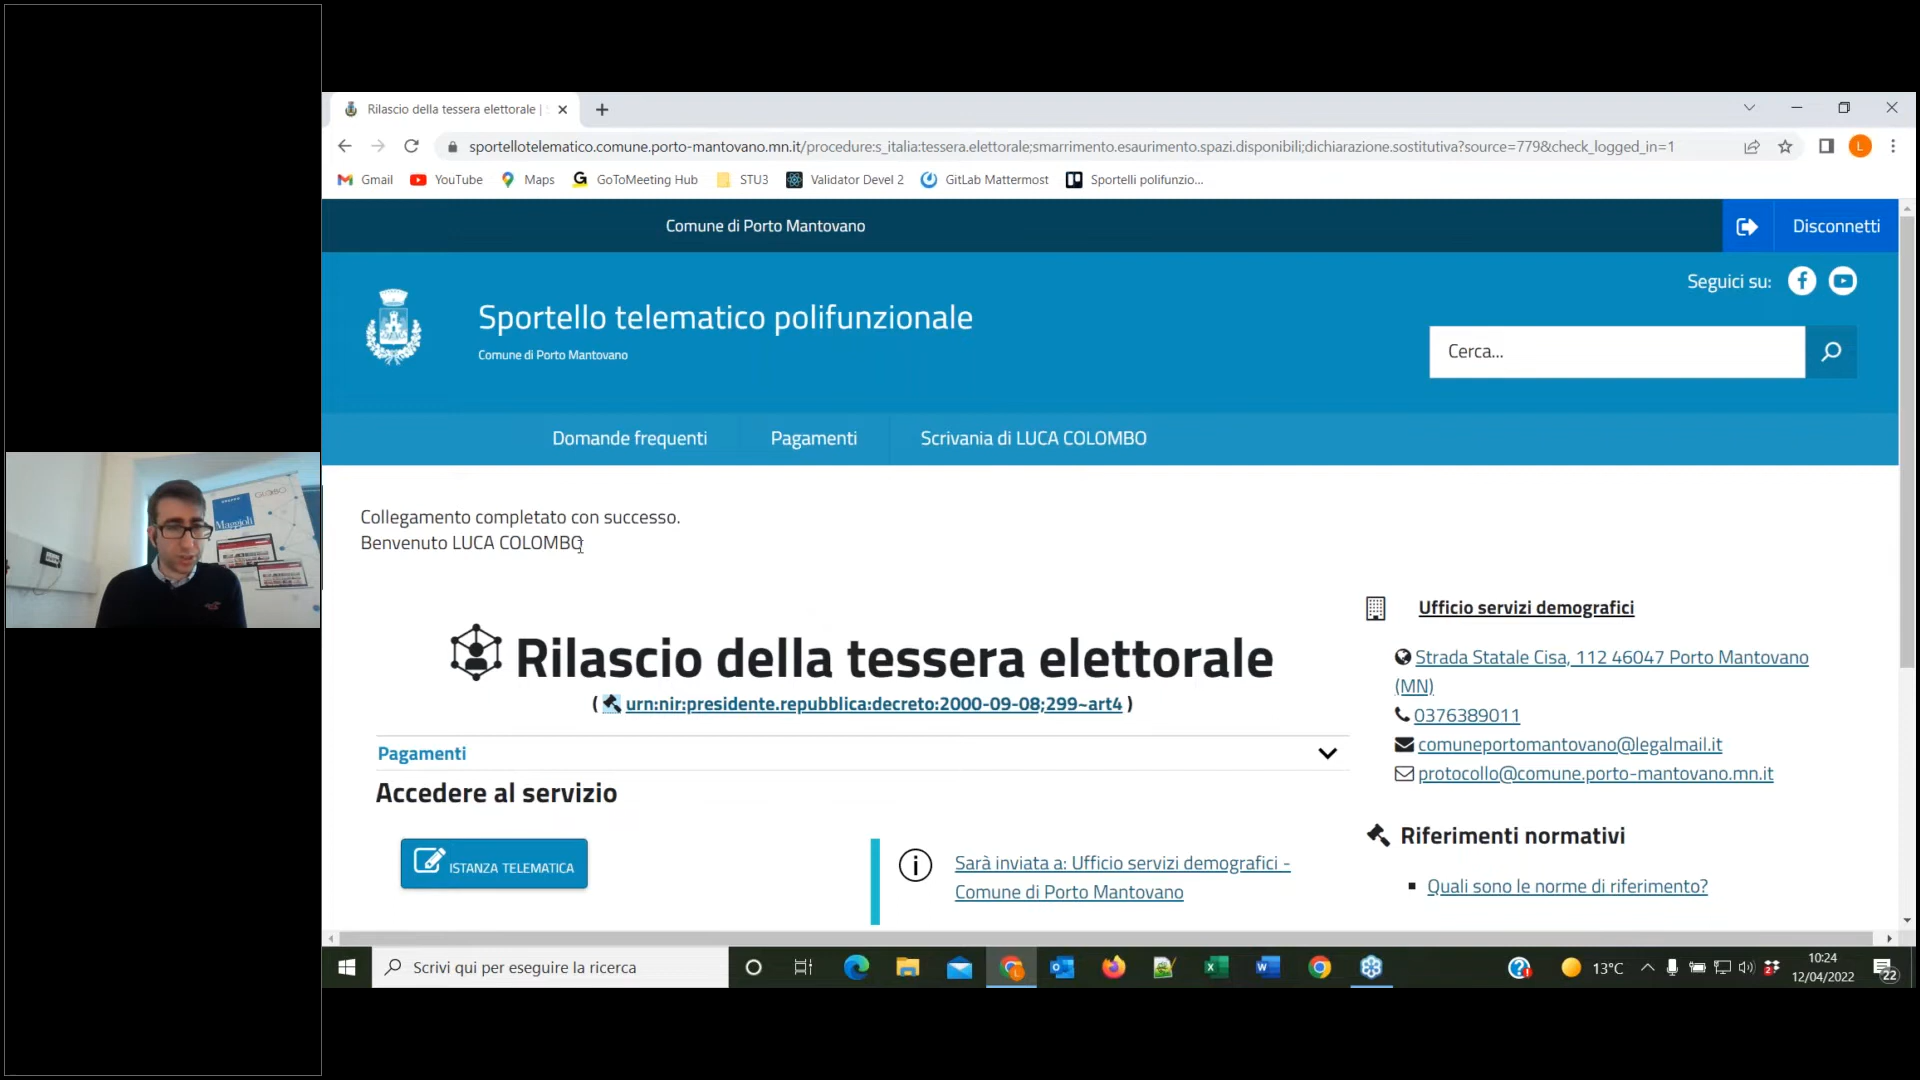 Rilascio della tessera elettorale |
sportellotelematico.comune.porto-mantovano.mn.it/procedure:s_italia:tessera.elettorale;smarrimento.esaurimento.spazi.disponibili;dichiarazione.sostitutiva?source=779&check_logged_in=1
L
Gmail
YouTube
Maps
GoToMeeting Hub
STU3
Validator Devel 2
GitLab Mattermost
Sportelli polifunzio...
Comune di Porto Mantovano
Disconnetti
Seguici su:
Sportello telematico polifunzionale
Comune di Porto Mantovano
Cerca...
Domande frequenti
Pagamenti
Scrivania di LUCA COLOMBO
Collegamento completato con successo.
Benvenuto LUCA COLOMBO
Maggioli
GLOBO
Rilascio della tessera elettorale
( urn:nir:presidente.repubblica:decreto:2000-09-08;299~art4 )
Pagamenti
Accedere al servizio
ISTANZA TELEMATICA
Sarà inviata a: Ufficio servizi demografici -
Comune di Porto Mantovano
Ufficio servizi demografici
Strada Statale Cisa, 112 46047 Porto Mantovano
(MN)
0376389011
comuneportomantovano@legalmail.it
protocollo@comune.porto-mantovano.mn.it
Riferimenti normativi
Quali sono le norme di riferimento?
Scrivi qui per eseguire la ricerca
13°C
10:24
12/04/2022
22